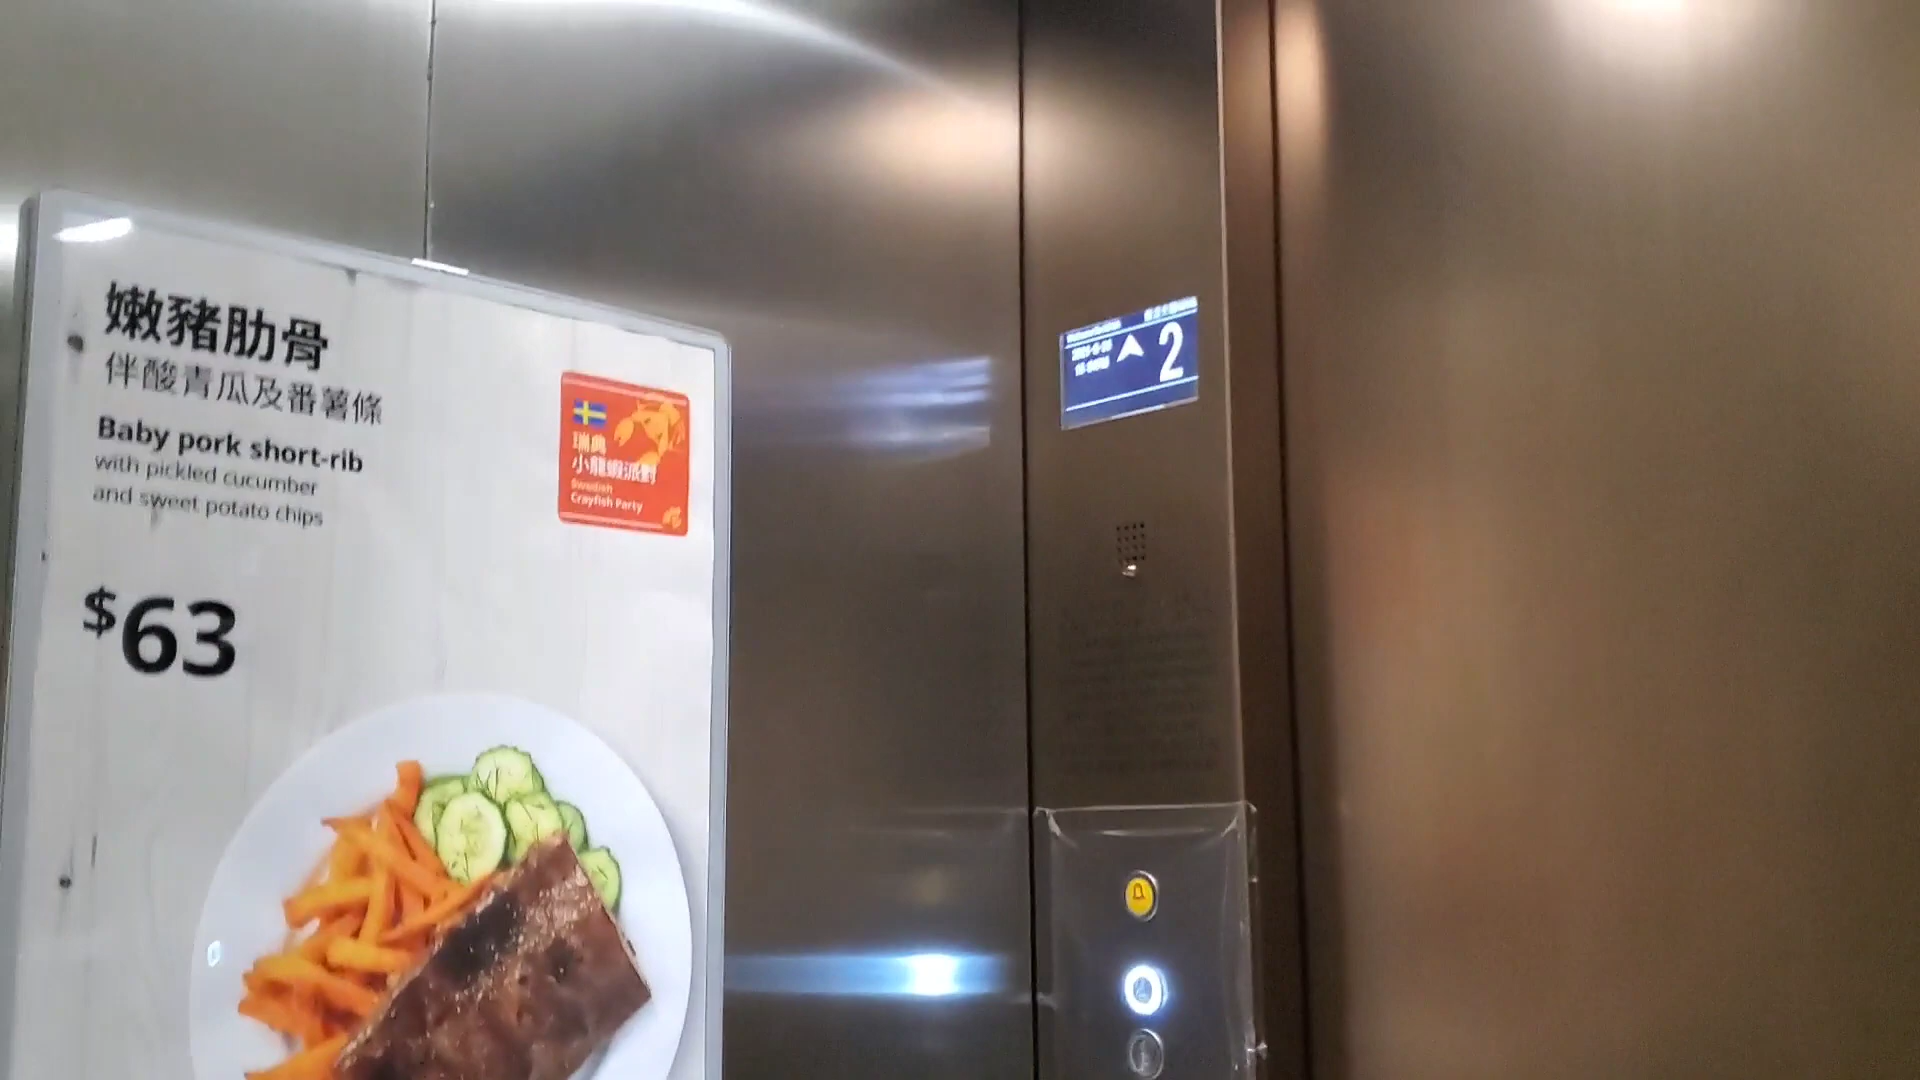 嫩豬肋骨
伴酸青瓜及番薯條
Baby pork short-rib
with pickled cucumber
and sweet potato chips
瑞典
小龍蝦派對
Swedish
Crayfish Party
$63
2